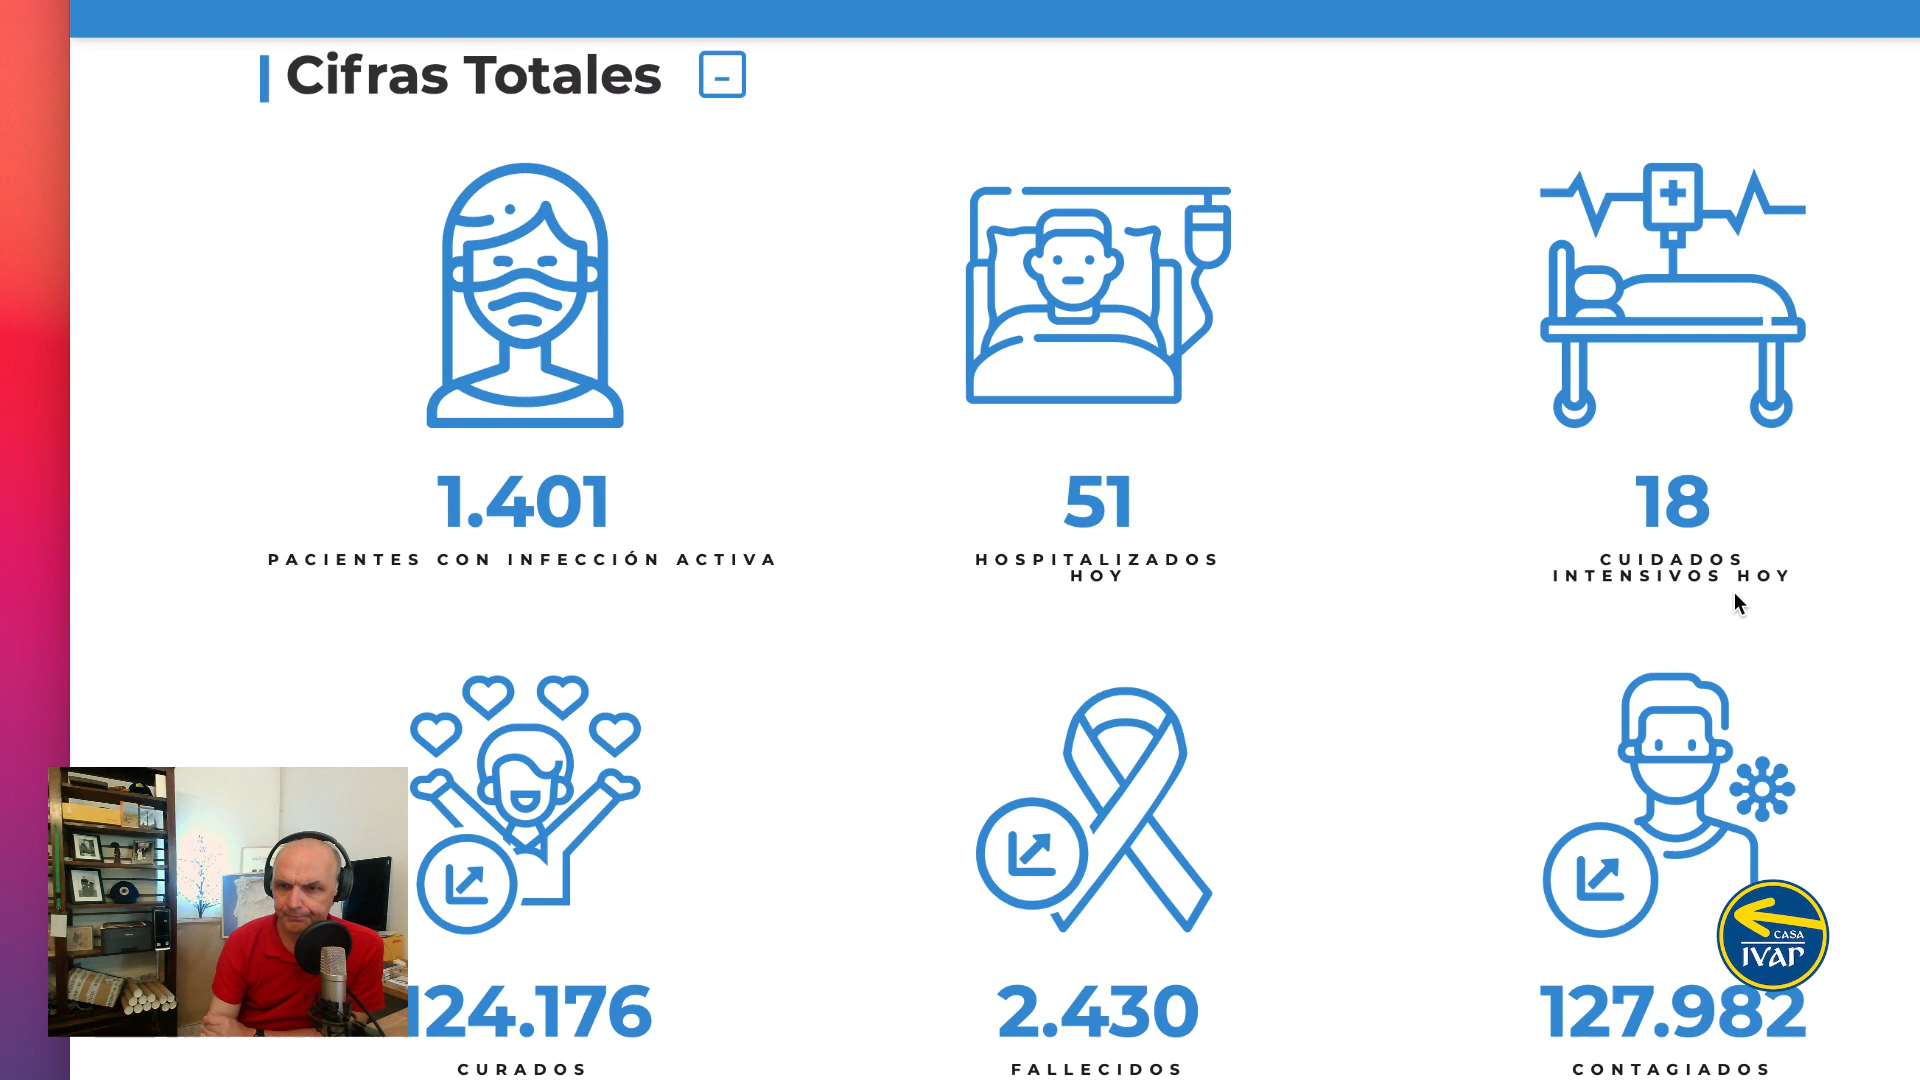 Cifras Totales
1.401
PACIENTES CON INFECCIÓN ACTIVA
51
HOSPITALIZADOS
HOY
18
CUIDADOS
INTENSIVOS HOY
124.176
CURADOS
2.430
FALLECIDOS
127.982
CONTAGIADOS
CASA
IVAR